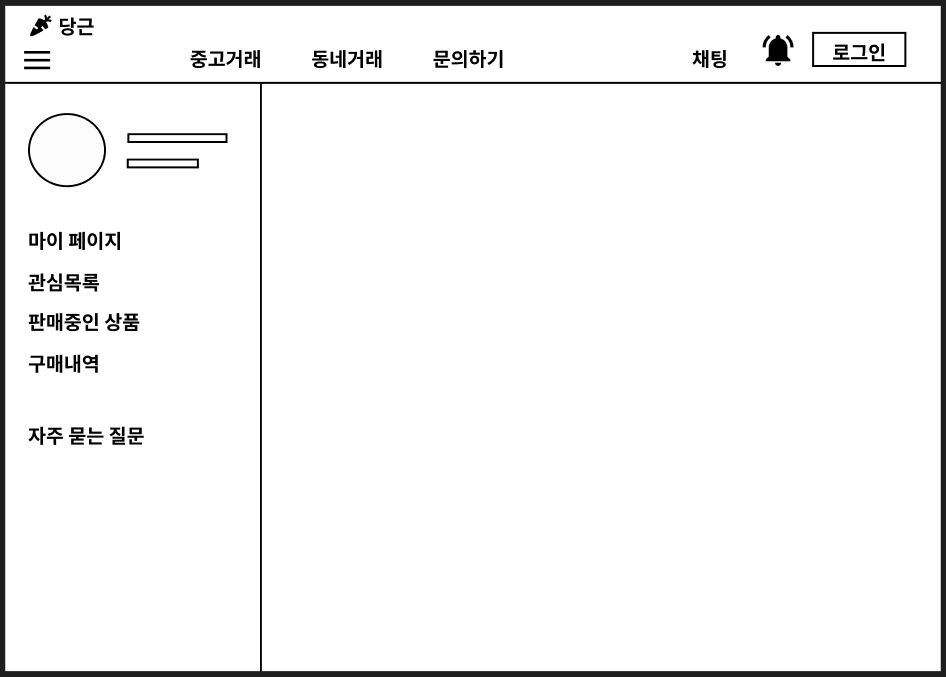 당근
중고거래 동네거래 문의하기 채팅 로그인
마이 페이지
관심목록
판매중인 상품
구매내역
자주 묻는 질문